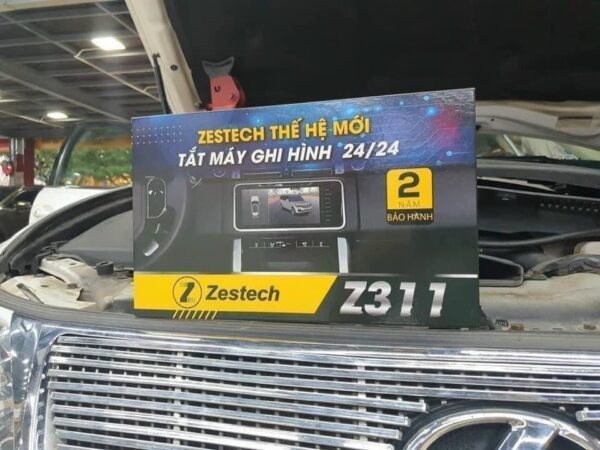 ZESTECH THẾ HỆ MỚI
TẮT MÁY GHI HÌNH 24/24
2
NĂM
BẢO HÀNH
Zestech
Z311